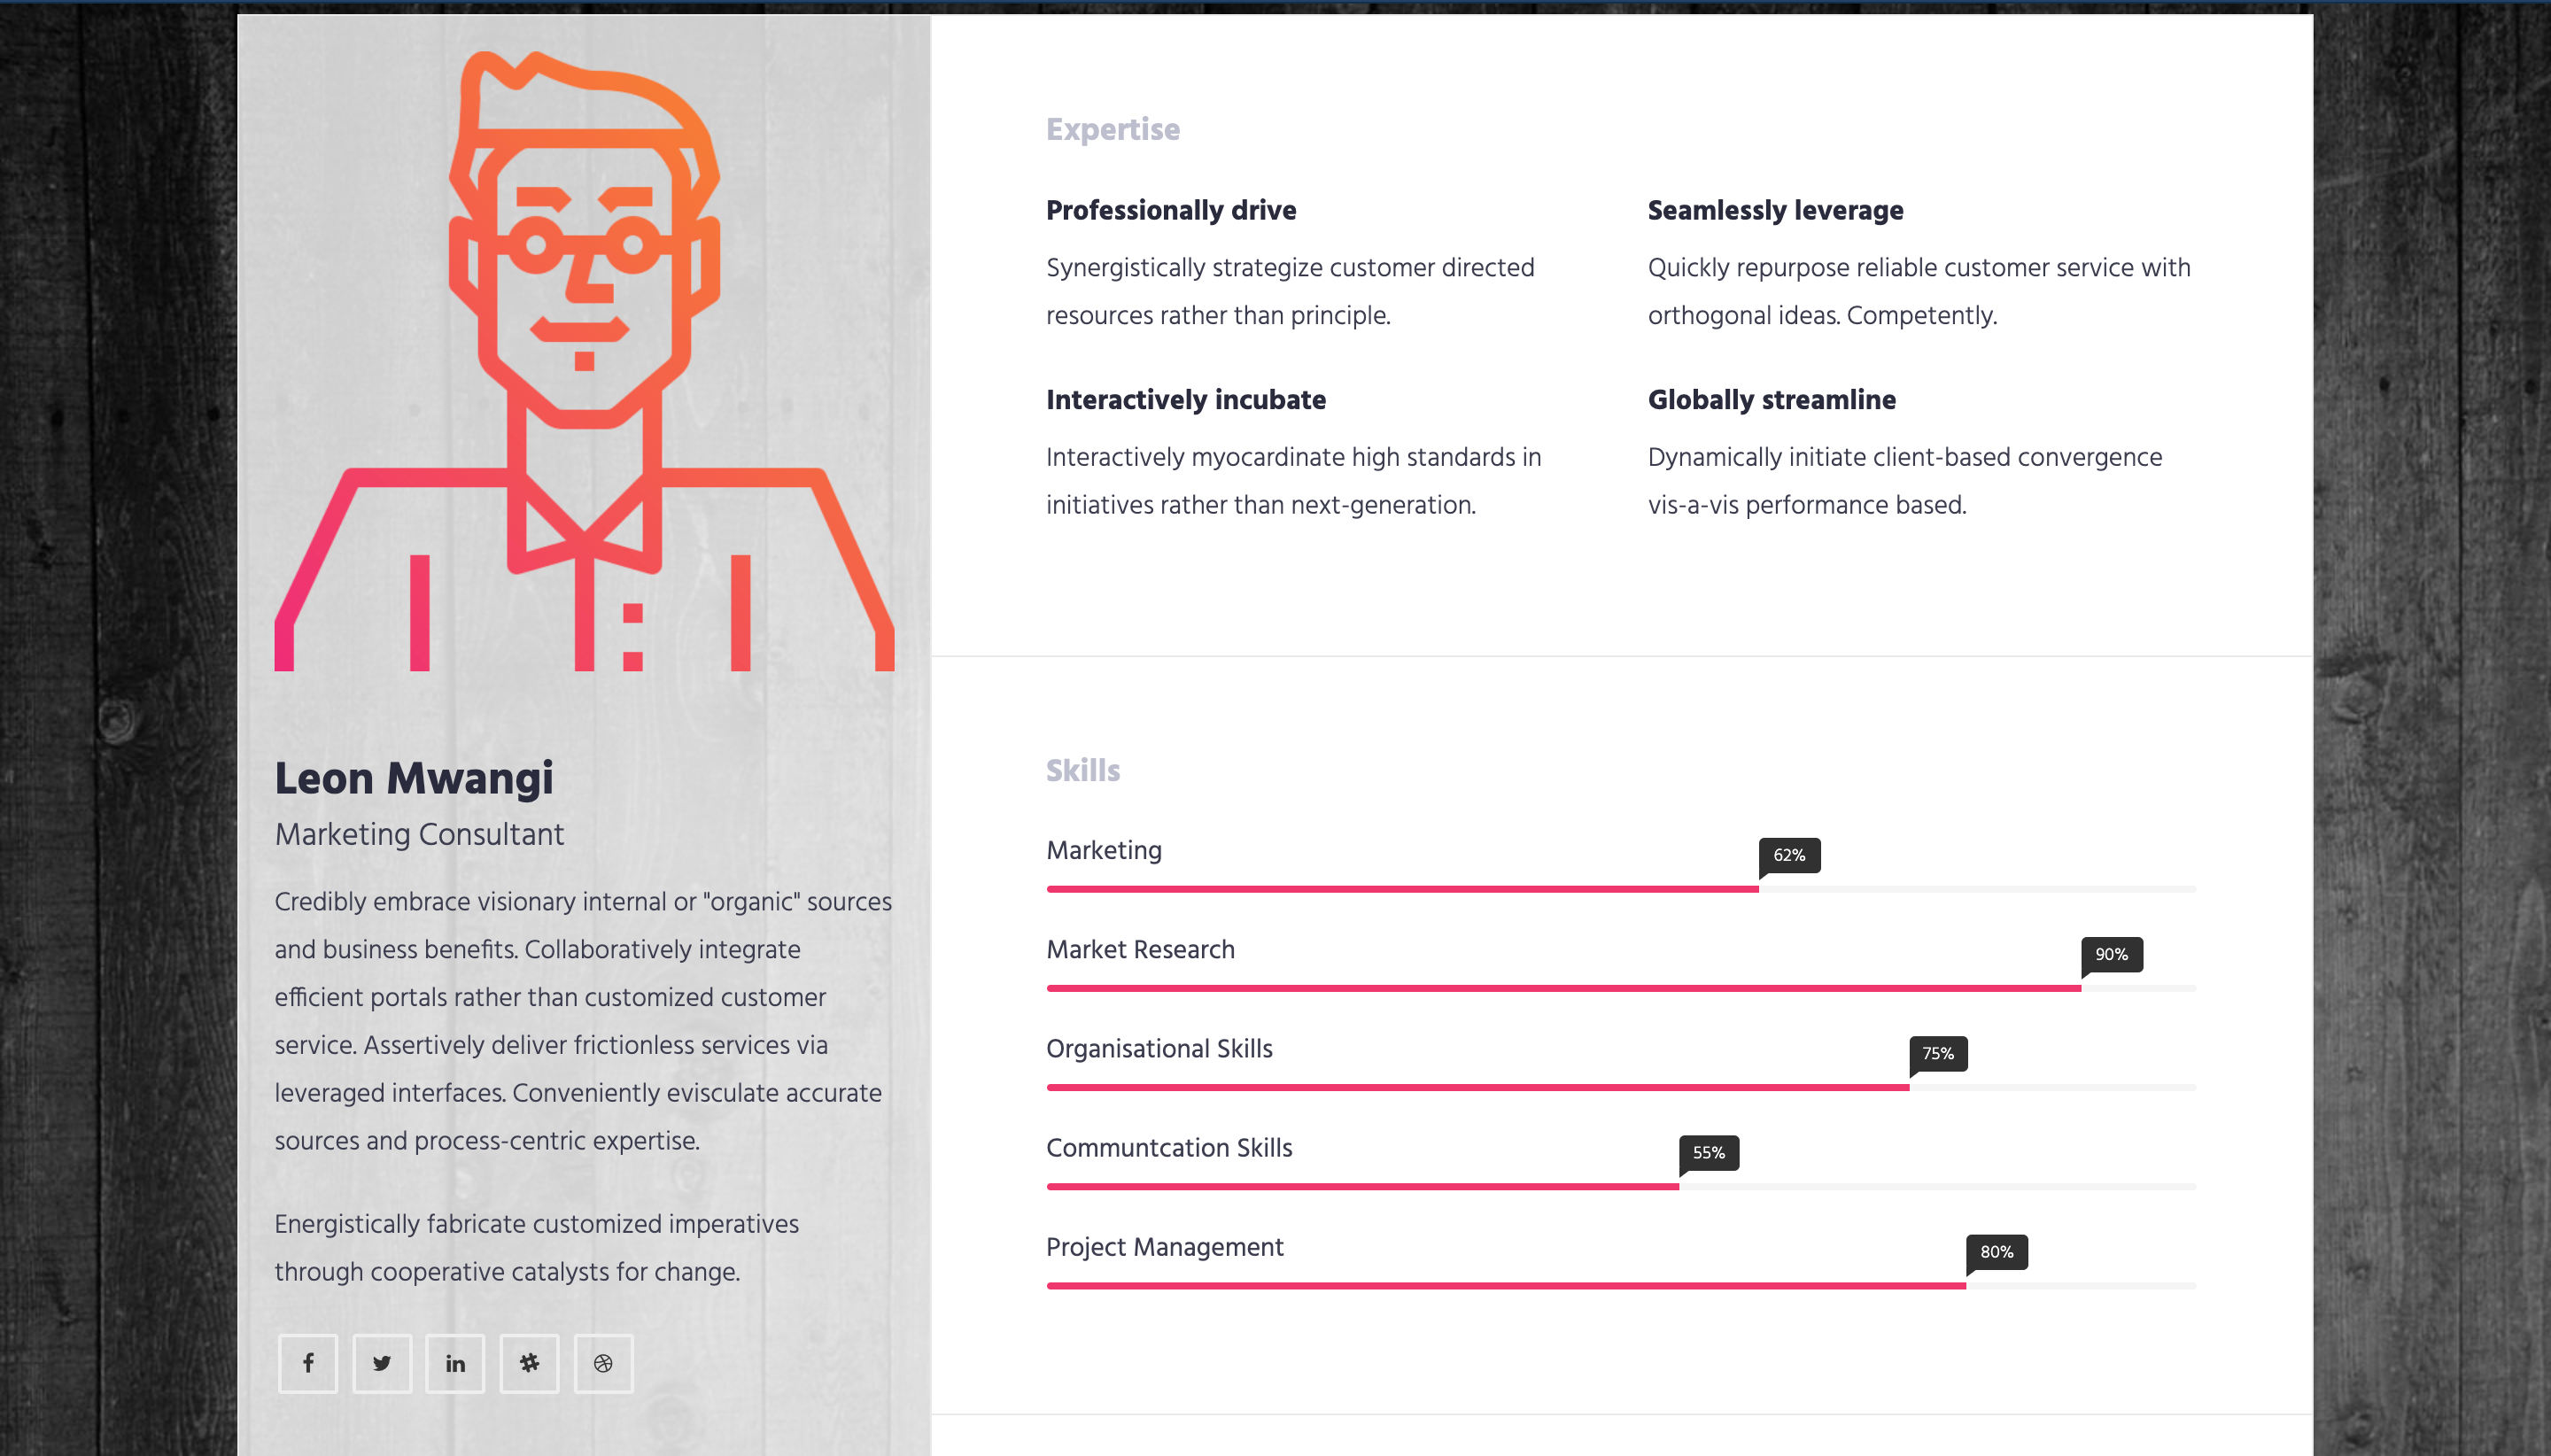 Leon Mwangi
Marketing Consultant
Credibly embrace visionary internal or "organic" sources
and business benefits. Collaboratively integrate
efficient portals rather than customized customer
service. Assertively deliver frictionless services via
leveraged interfaces. Conveniently evisculate accurate
sources and process-centric expertise.
Energistically fabricate customized imperatives
through cooperative catalysts for change.
Expertise
Professionally drive
Synergistically strategize customer directed
resources rather than principle.
Seamlessly leverage
Quickly repurpose reliable customer service with
orthogonal ideas. Competently.
Interactively incubate
Interactively myocardinate high standards in
initiatives rather than next-generation.
Globally streamline
Dynamically initiate client-based convergence
vis-a-vis performance based.
Skills
Marketing
62%
Market Research
90%
Organisational Skills
75%
Communtcation Skills
55%
Project Management
80%